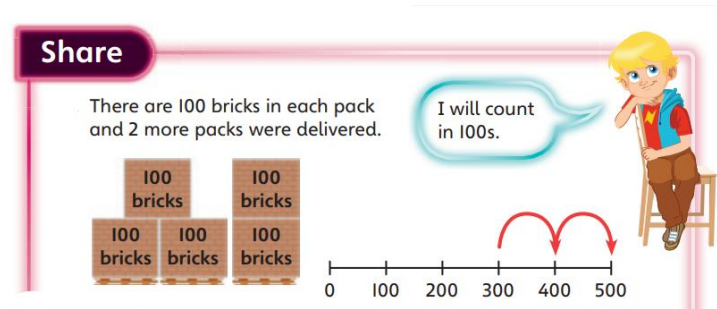 Share
There are 100 bricks in each pack
and 2 more packs were delivered.
I will count
in 100s.
100
bricks
100
bricks
100
bricks
100
bricks
100
bricks
0 100 200 300 400 500